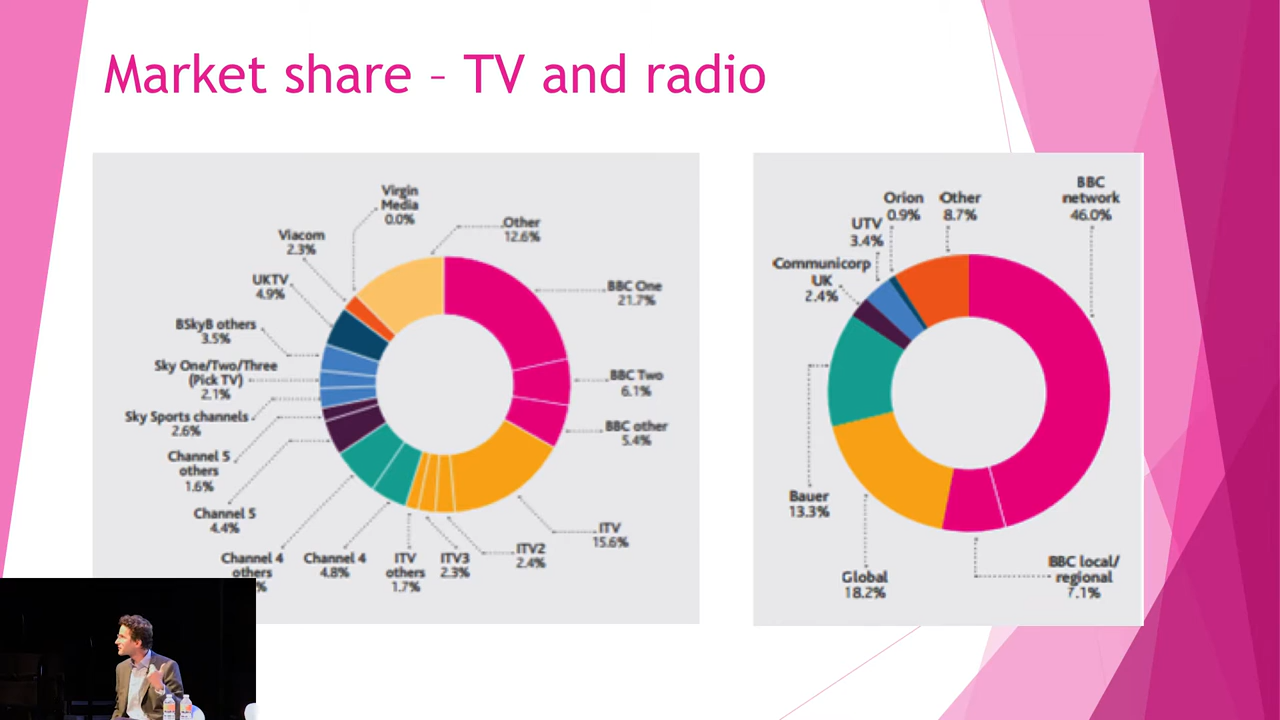 Market share – TV and radio
Virgin
Media
0.0%
Other
12.6%
Viacom
2.3%
UKTV
4.9%
BBC One
21.7%
BSkyB others
3.5%
Sky One/Two/Three
(Pick TV)
2.1%
BBC Two
6.1%
Sky Sports channels
2.6%
BBC other
5.4%
Channel 5
others
1.6%
Channel 5
4.4%
ITV
15.6%
Channel 4
others
%
Channel 4
4.8%
ITV
others
1.7%
ITV3
2.3%
ITV2
2.4%
BBC
network
46.0%
Orion
0.9%
Other
8.7%
UTV
3.4%
Communicorp
UK
2.4%
Bauer
13.3%
Global
18.2%
BBC local/
regional
7.1%